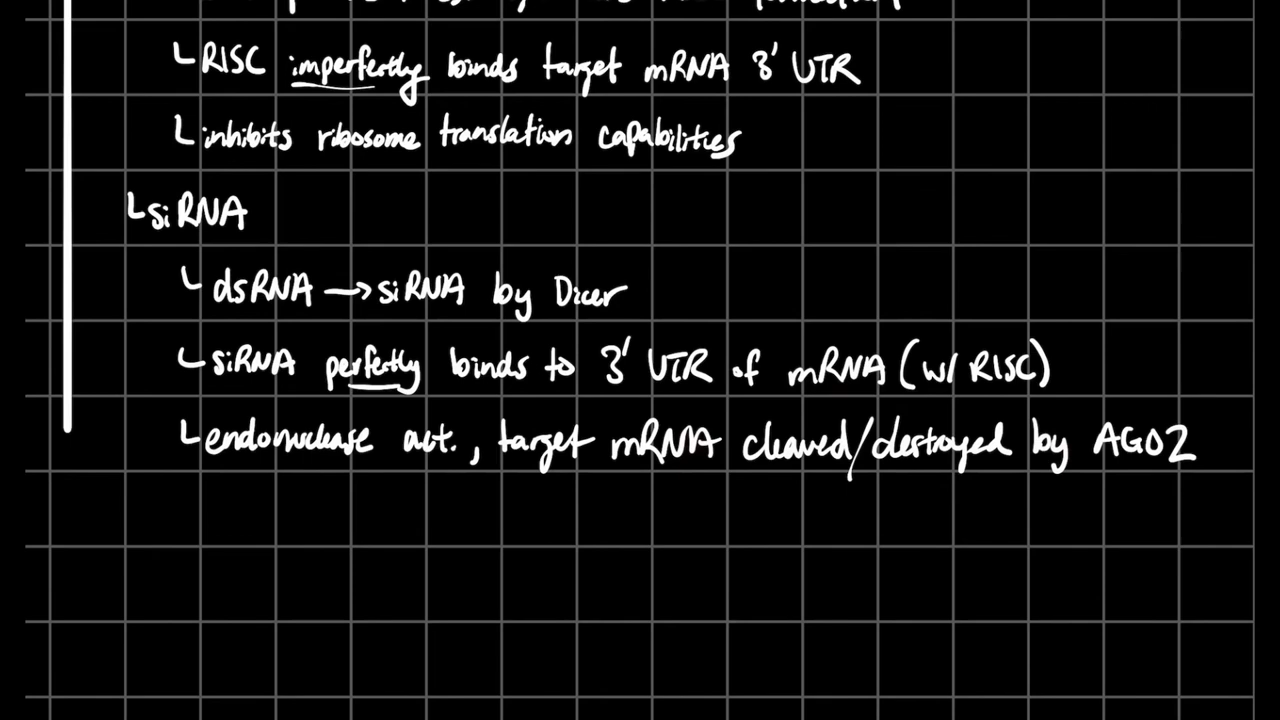 RISC imperfectly binds target mRNA 3' UTR
inhibits ribosome translation capabilities
siRNA
dsRNA → siRNA by Dicer
siRNA perfectly binds to 3' UTR of mRNA (w/ RISC)
endonuclease act., target mRNA cleaved/destroyed by AGO2